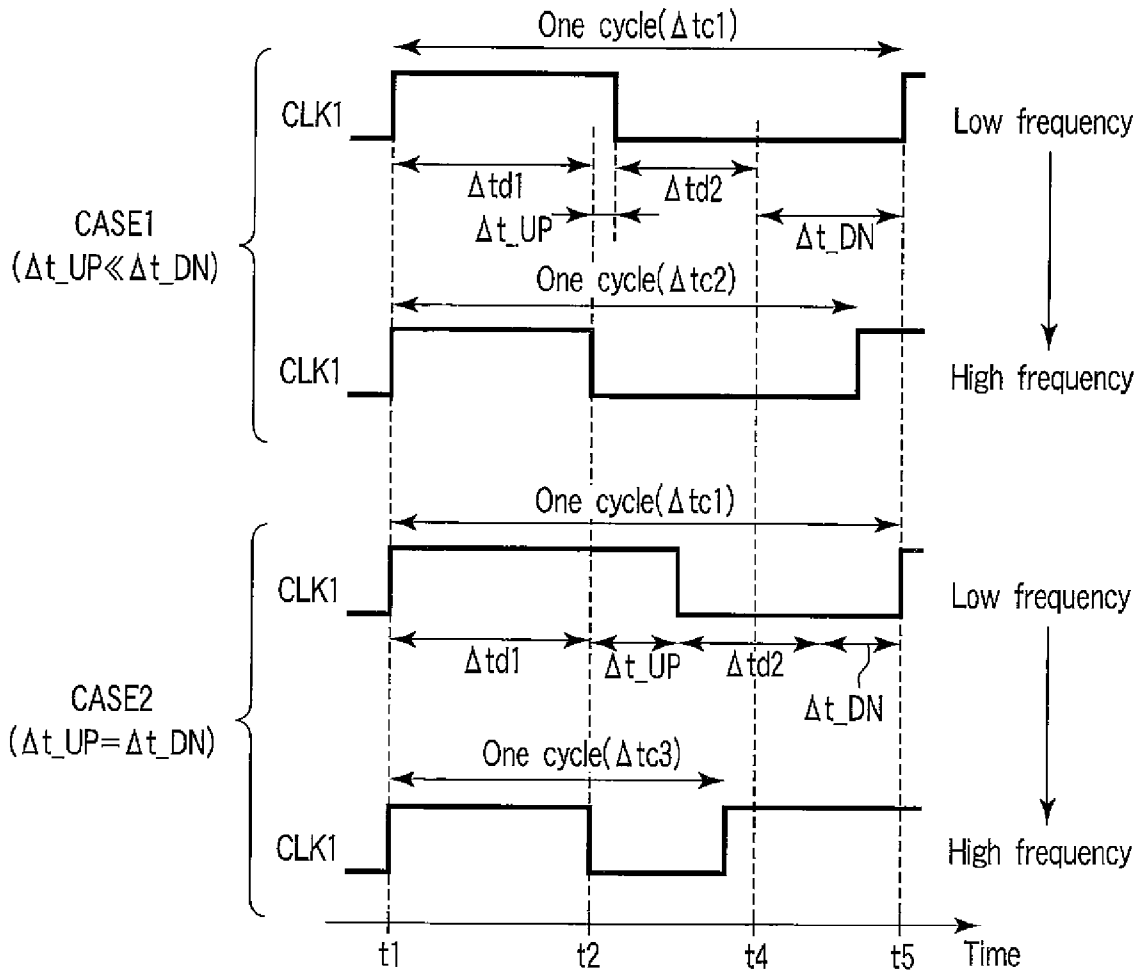 One cycle(Δtc1)
CLK1
Low frequency
Δtd1
Δtd2
Δt_UP
Δt_DN
CASE1
(Δt_UP≪Δt_DN)
One cycle(Δtc2)
CLK1
High frequency
One cycle(Δtc1)
CLK1
Low frequency
Δtd1
Δt_UP
Δtd2
Δt_DN
CASE2
(Δt_UP=Δt_DN)
One cycle(Δtc3)
CLK1
High frequency
t1
t2
t4
t5
Time